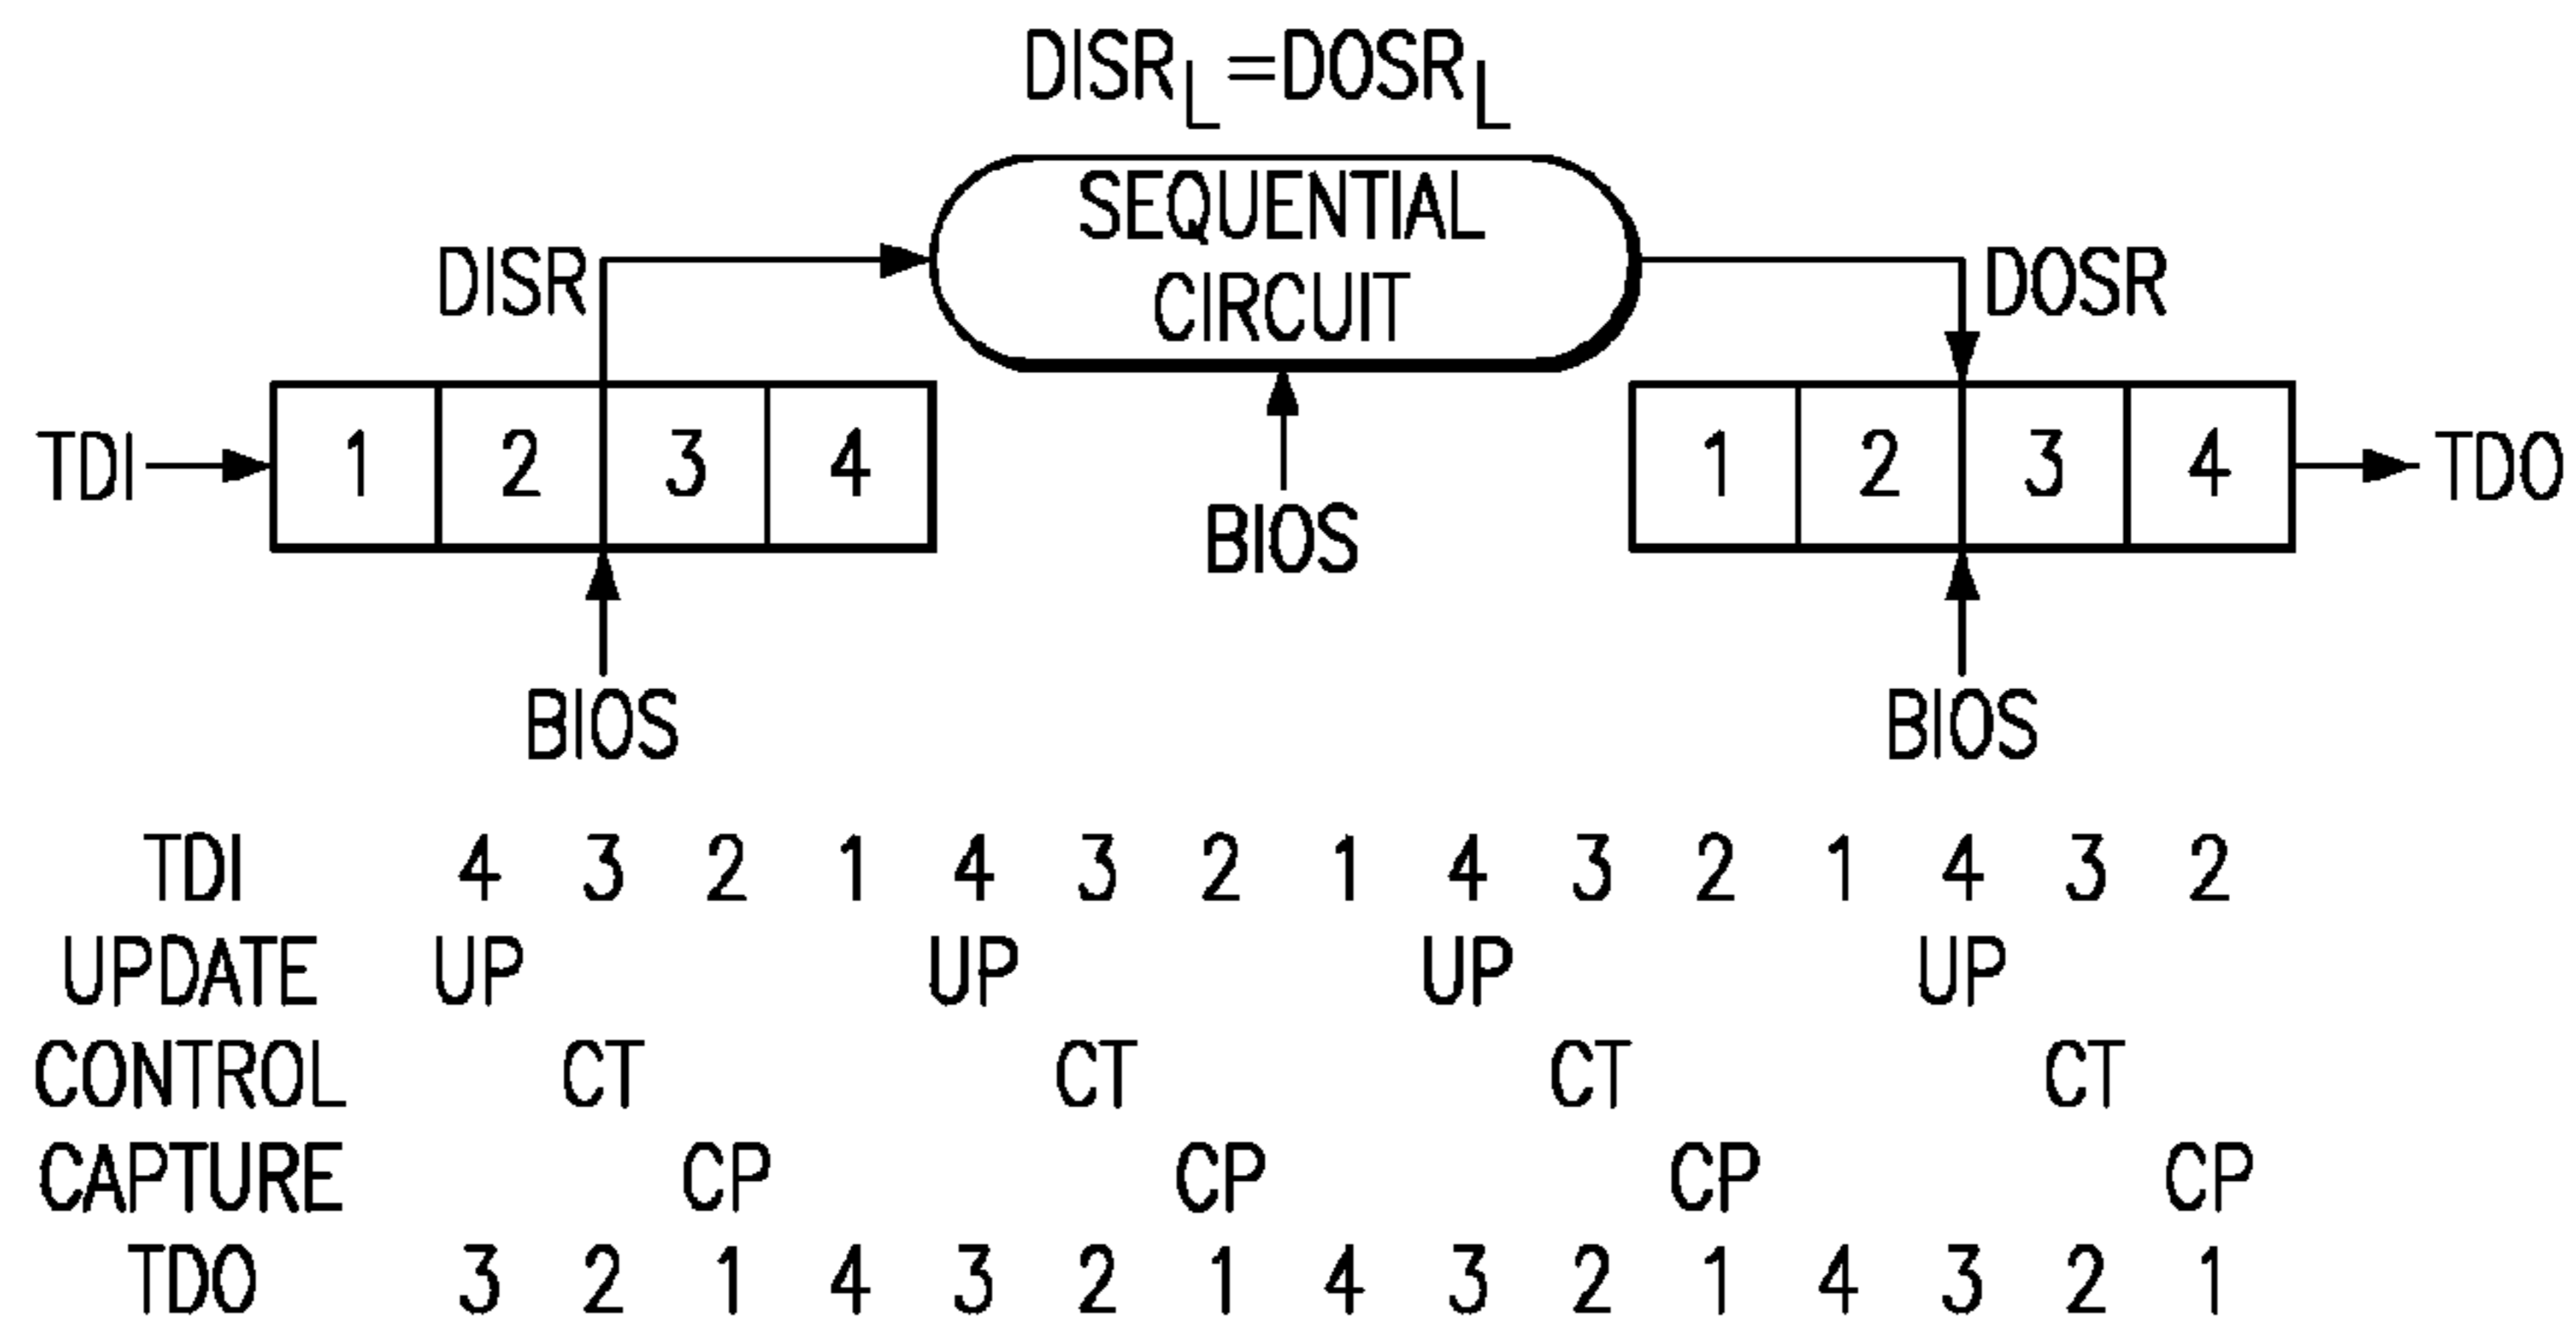 DISRL=DOSRL
SEQUENTIAL
CIRCUIT
DISR
DOSR
TDI 1 2 3 4
1 2 3 4 TDO
BIOS
BIOS
BIOS
TDI 4 3 2 1 4 3 2 1 4 3 2 1 4 3 2
UPDATE UP UP UP UP
CONTROL CT CT CT CT
CAPTURE CP CP CP CP
TDO 3 2 1 4 3 2 1 4 3 2 1 4 3 2 1